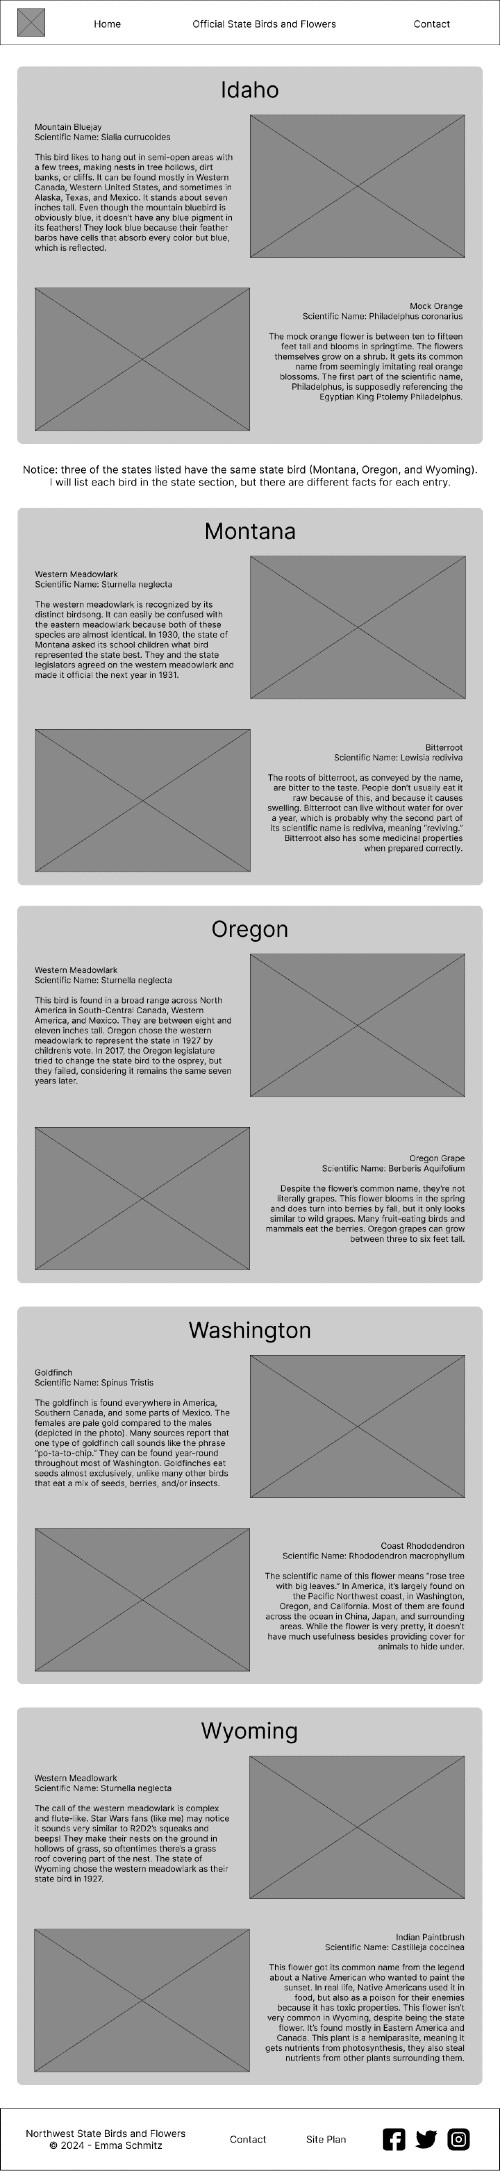 Home
Official State Birds and Flowers
Contact
Idaho
Mountain Bluejay
Scientific Name: Sialia currucoides
This bird likes to hang out in semi-open areas with
a few trees, making nests in tree hollows, dirt
banks, or cliffs. It can be found mostly in Western
Canada, Western United States, and sometimes in
Alaska, Texas, and Mexico. It stands about seven
inches tall. Even though the mountain bluebird is
obviously blue, it doesn't have any blue pigment in
its feathers! They look blue because their feather
barbs have cells that absorb every color but blue,
which is reflected.
Mock Orange
Scientific Name: Philadelphus coronarius
The mock orange flower is between ten to fifteen
feet tall and blooms in springtime. The flowers
themselves grow on a shrub. It gets its common
name from seemingly imitating real orange
blossoms. The first part of the scientific name,
Philadelphus, is supposedly referencing the
Egyptian King Ptolemy Philadelphus.
Notice: three of the states listed have the same state bird (Montana, Oregon, and Wyoming).
I will list each bird in the state section, but there are different facts for each entry.
Montana
Western Meadowlark
Scientific Name: Sturnella neglecta
The western meadowlark is recognized by its
distinct birdsong. It can easily be confused with
the eastern meadowlark because both of these
species are almost identical. In 1930, the state of
Montana asked its school children what bird
represented the state best. They and the state
legislators agreed on the western meadowlark and
made it official the next year in 1931.
Bitterroot
Scientific Name: Lewisia rediviva
The roots of bitterroot, as conveyed by the name,
are bitter to the taste. People don't usually eat it
raw because of this, and because it causes
swelling. Bitterroot can live without water for over
a year, which is probably why the second part of
its scientific name is rediviva, meaning "reviving."
Bitterroot also has some medicinal properties
when prepared correctly.
Oregon
Western Meadowlark
Scientific Name: Sturnella neglecta
This bird is found in a broad range across North
America in South-Central Canada, Western
America, and Mexico. They are between eight and
eleven inches tall. Oregon chose the western
meadowlark to represent the state in 1927 by
children's vote. In 2017, the Oregon legislature
tried to change the state bird to the osprey, but
they failed, considering it remains the same seven
years later.
Oregon Grape
Scientific Name: Berberis Aquifolium
Despite the flower's common name, they're not
literally grapes. This flower blooms in the spring
and does turn into berries by fall, but it only looks
similar to wild grapes. Many fruit-eating birds and
mammals eat the berries. Oregon grapes can grow
between three to six feet tall.
Washington
Goldfinch
Scientific Name: Spinus Tristis
The goldfinch is found everywhere in America,
Southern Canada, and some parts of Mexico. The
females are pale gold compared to the males
(depicted in the photo). Many sources report that
one type of goldfinch call sounds like the phrase
"po-ta-to-chip." They can be found year-round
throughout most of Washington. Goldfinches eat
seeds almost exclusively, unlike many other birds
that eat a mix of seeds, berries, and/or insects.
Coast Rhododendron
Scientific Name: Rhododendron macrophyllum
The scientific name of this flower means "rose tree
with big leaves." In America, it's largely found on
the Pacific Northwest coast, in Washington,
Oregon, and California. Most of them are found
across the ocean in China, Japan, and surrounding
areas. While the flower is very pretty, it doesn't
have much usefulness besides providing cover for
animals to hide under.
Wyoming
Western Meadlowark
Scientific Name: Sturnella neglecta
The call of the western meadowlark is complex
and flute-like. Star Wars fans (like me) may notice
it sounds very similar to R2D2's squeaks and
beeps! They make their nests on the ground in
hollows of grass, so oftentimes there's a grass
roof covering part of the nest. The state of
Wyoming chose the western meadowlark as their
state bird in 1927.
Indian Paintbrush
Scientific Name: Castilleja coccinea
This flower got its common name from the legend
about a Native American who wanted to paint the
sunset. In real life, Native Americans used it in
food, but also as a poison for their enemies
because it has toxic properties. This flower isn't
very common in Wyoming, despite being the state
flower. It's found mostly in Eastern America and
Canada. This plant is a hemiparasite, meaning it
gets nutrients from photosynthesis, they also steal
nutrients from other plants surrounding them.
Northwest State Birds and Flowers
© 2024 - Emma Schmitz
Contact
Site Plan